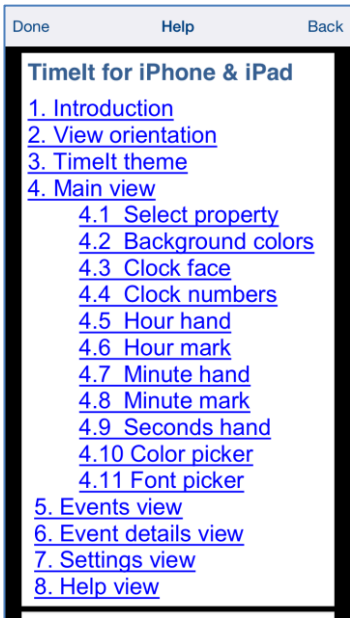 Done Help Back
TimeIt for iPhone & iPad
1. Introduction
2. View orientation
3. TimeIt theme
4. Main view
4.1 Select property
4.2 Background colors
4.3 Clock face
4.4 Clock numbers
4.5 Hour hand
4.6 Hour mark
4.7 Minute hand
4.8 Minute mark
4.9 Seconds hand
4.10 Color picker
4.11 Font picker
5. Events view
6. Event details view
7. Settings view
8. Help view